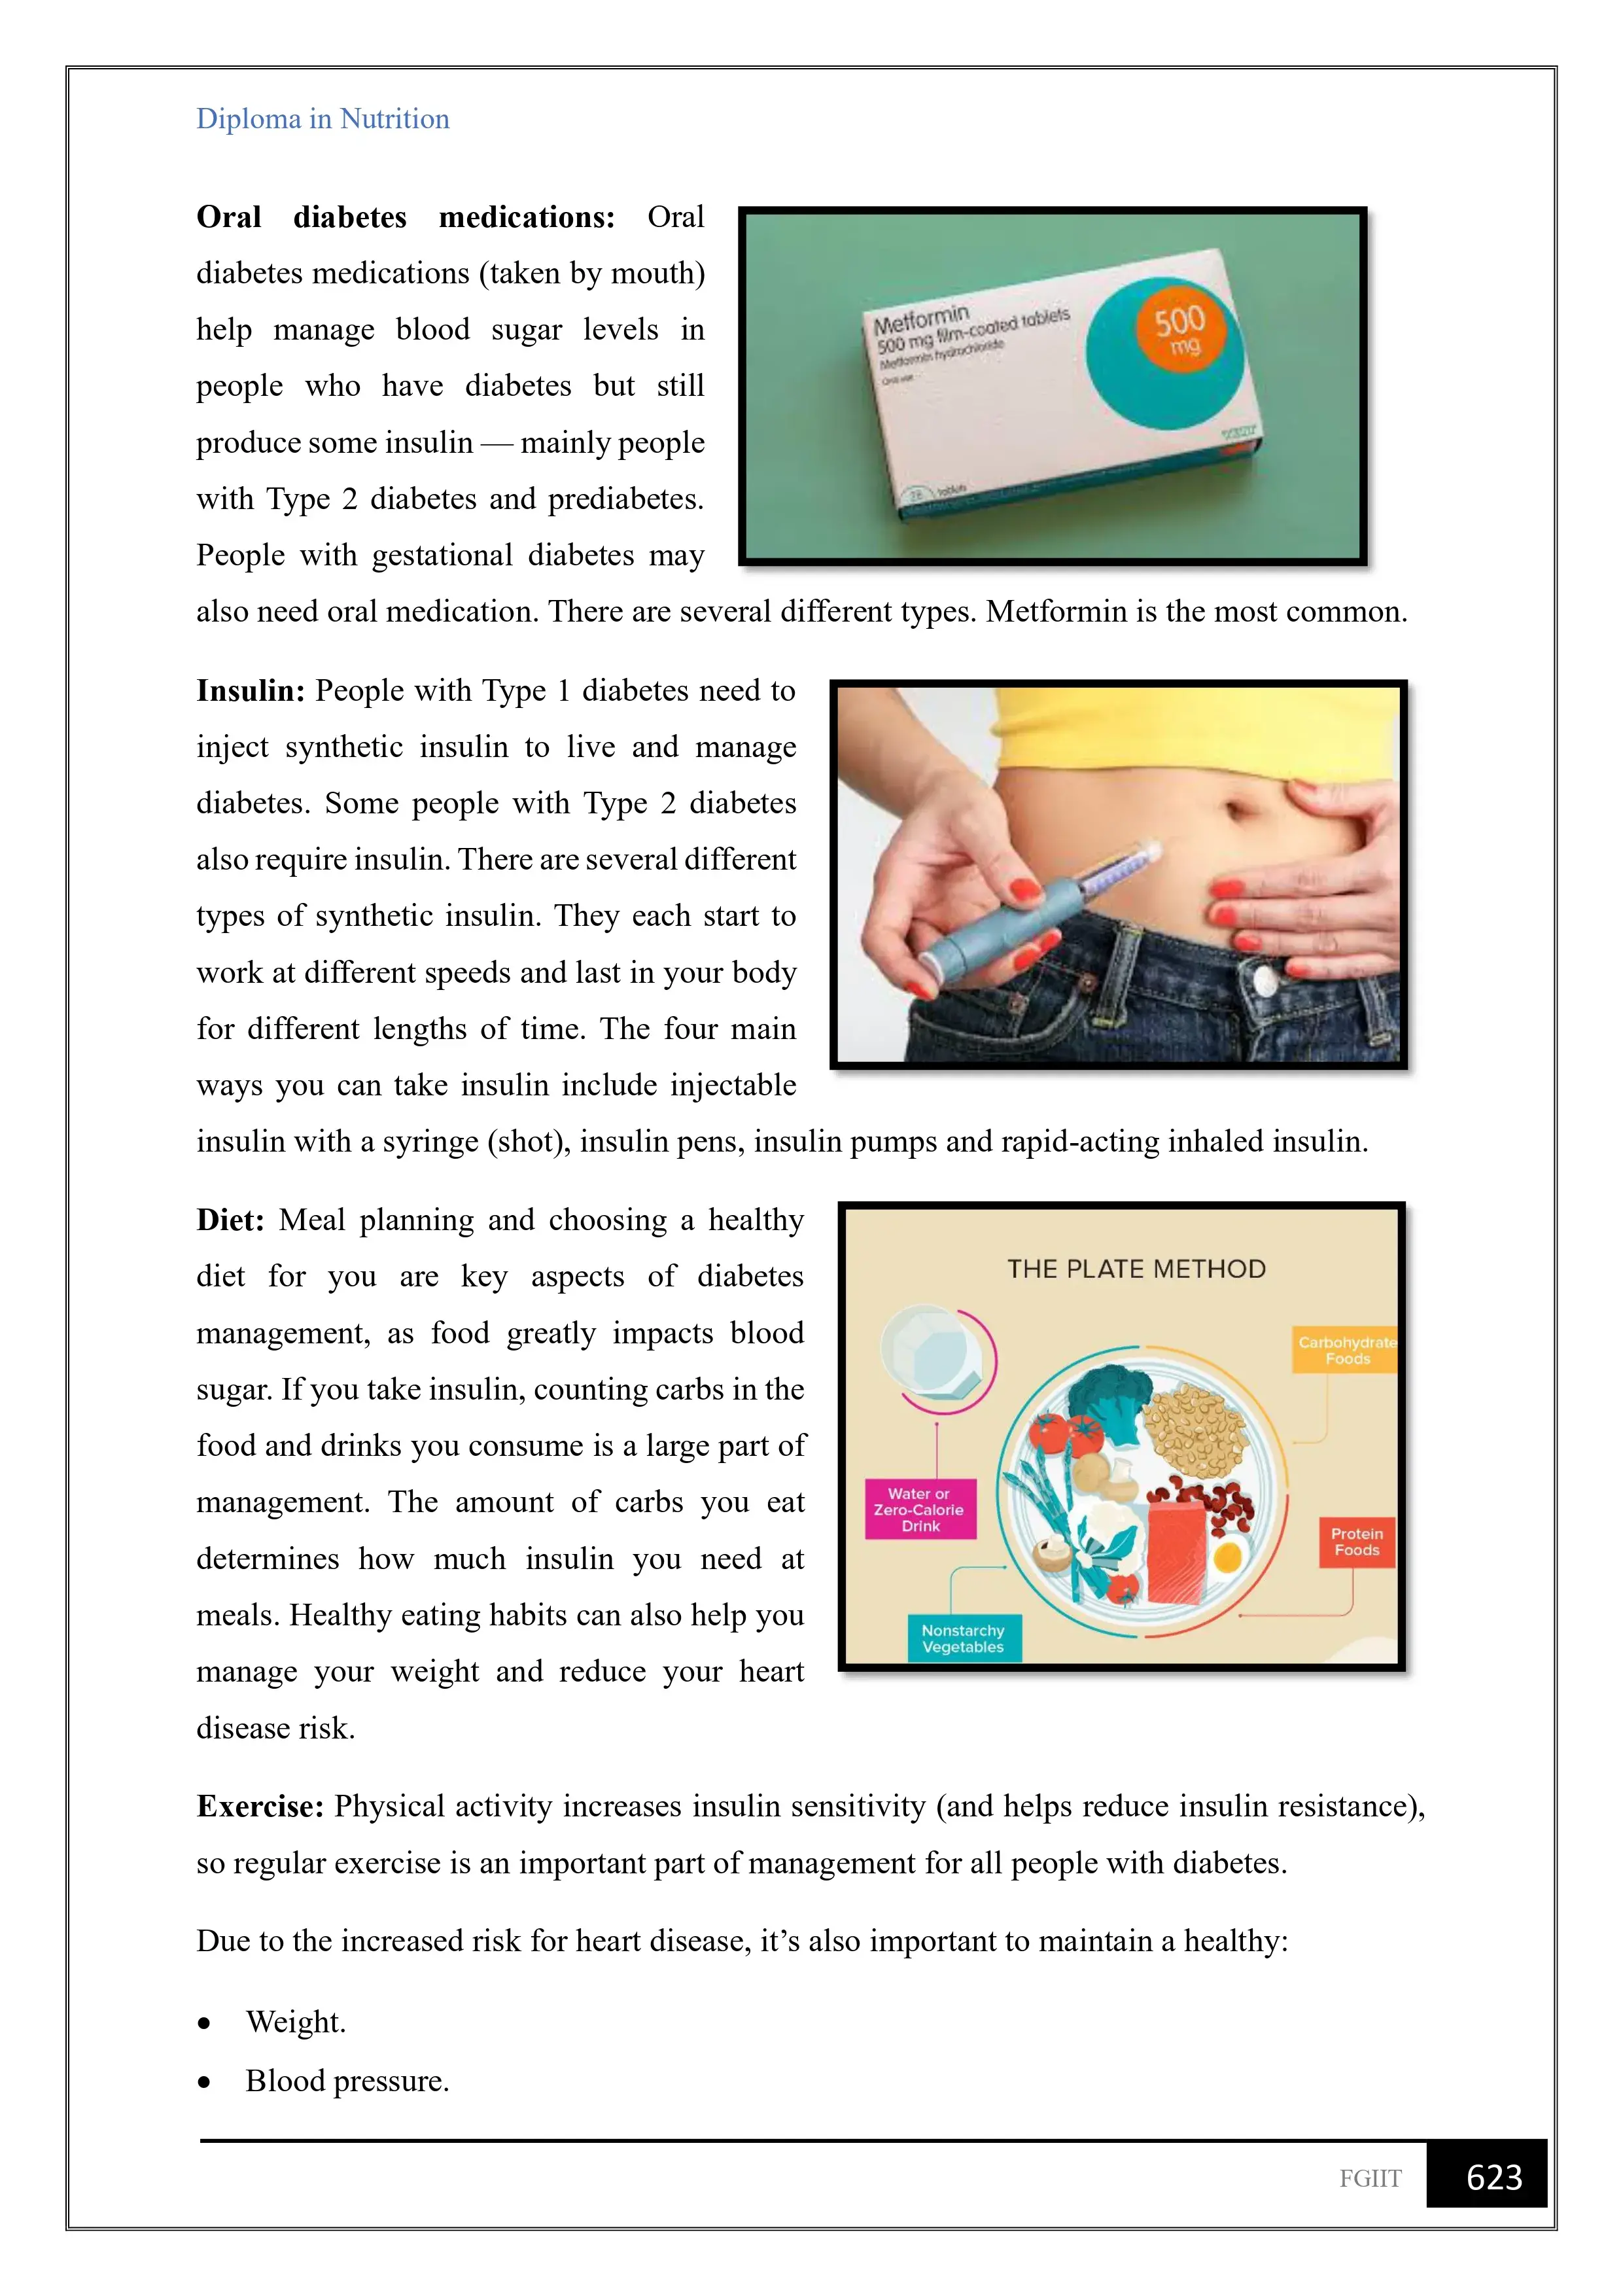 Diploma in Nutrition
Oral diabetes medications: Oral
diabetes medications (taken by mouth)
help manage blood sugar levels in
people who have diabetes but still
produce some insulin — mainly people
with Type 2 diabetes and prediabetes.
People with gestational diabetes may
also need oral medication. There are several different types. Metformin is the most common.
Metformin
500 mg film-coated tablets
Metformin hydrochloride
Oral use
500
mg
28 tablets
Insulin: People with Type 1 diabetes need to
inject synthetic insulin to live and manage
diabetes. Some people with Type 2 diabetes
also require insulin. There are several different
types of synthetic insulin. They each start to
work at different speeds and last in your body
for different lengths of time. The four main
ways you can take insulin include injectable
insulin with a syringe (shot), insulin pens, insulin pumps and rapid-acting inhaled insulin.
Diet: Meal planning and choosing a healthy
diet for you are key aspects of diabetes
management, as food greatly impacts blood
sugar. If you take insulin, counting carbs in the
food and drinks you consume is a large part of
management. The amount of carbs you eat
determines how much insulin you need at
meals. Healthy eating habits can also help you
manage your weight and reduce your heart
disease risk.
THE PLATE METHOD
Carbohydrate
Foods
Water or
Zero-Calorie
Drink
Protein
Foods
Nonstarchy
Vegetables
Exercise: Physical activity increases insulin sensitivity (and helps reduce insulin resistance),
so regular exercise is an important part of management for all people with diabetes.
Due to the increased risk for heart disease, it’s also important to maintain a healthy:
• Weight.
• Blood pressure.
FGIIT 623